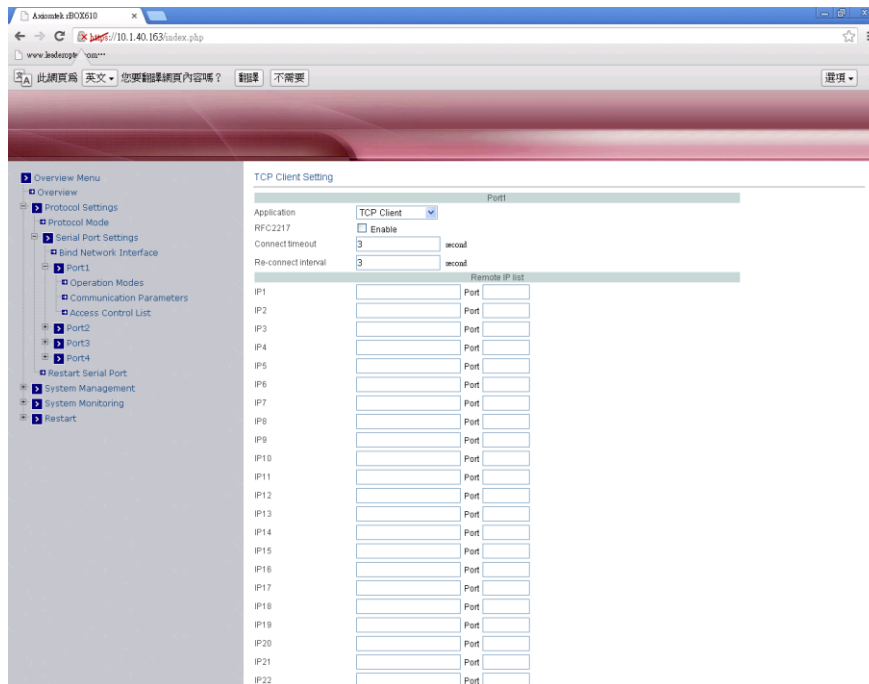 Axiomtek rBOX610
https://10.1.40.163/index.php
此網頁為 英文 您要翻譯網頁內容嗎？ 翻譯 不需要 選項
Overview Menu
Overview
Protocol Settings
Protocol Mode
Serial Port Settings
Bind Network Interface
Port1
Operation Modes
Communication Parameters
Access Control List
Port2
Port3
Port4
Restart Serial Port
System Management
System Monitoring
Restart
TCP Client Setting
Port1
Application TCP Client
RFC2217 Enable
Connect timeout 3 second
Re-connect interval 3 second
Remote IP list
IP1 Port
IP2 Port
IP3 Port
IP4 Port
IP5 Port
IP6 Port
IP7 Port
IP8 Port
IP9 Port
IP10 Port
IP11 Port
IP12 Port
IP13 Port
IP14 Port
IP15 Port
IP16 Port
IP17 Port
IP18 Port
IP19 Port
IP20 Port
IP21 Port
IP22 Port